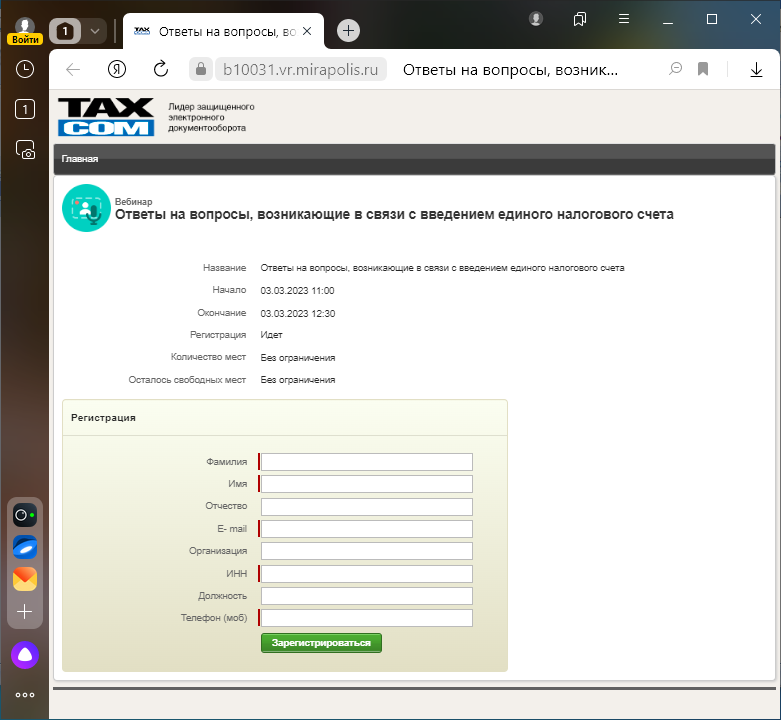 Войти
1
Ответы на вопросы, во
1
Я
b10031.vr.mirapolis.ru
Ответы на вопросы, возник...
TAX
COM
Лидер защищенного
электронного
документооборота
Главная
Вебинар
Ответы на вопросы, возникающие в связи с введением единого налогового счета
Название Ответы на вопросы, возникающие в связи с введением единого налогового счета
Начало 03.03.2023 11:00
Окончание 03.03.2023 12:30
Регистрация Идет
Количество мест Без ограничения
Осталось свободных мест Без ограничения
Регистрация
Фамилия
Имя
Отчество
E- mail
Организация
ИНН
Должность
Телефон (моб)
Зарегистрироваться